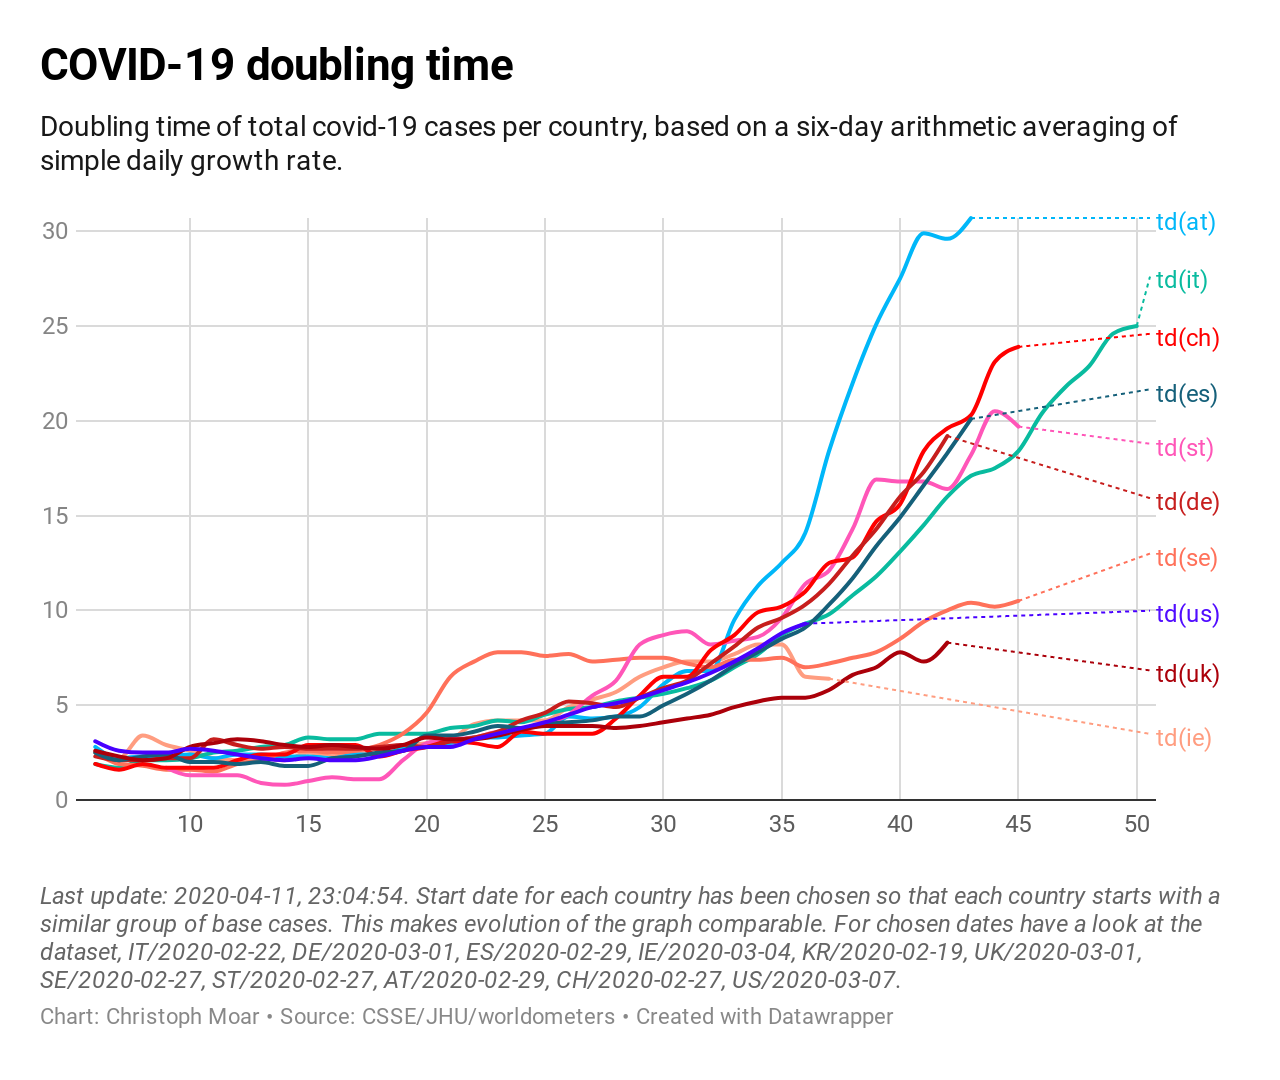 COVID-19 doubling time
Doubling time of total covid-19 cases per country, based on a six-day arithmetic averaging of
simple daily growth rate.
30
25
20
15
10
5
0
10 15 20 25 30 35 40 45 50
td(at)
td(it)
td(ch)
td(es)
td(st)
td(de)
td(se)
td(us)
td(uk)
td(ie)
Last update: 2020-04-11, 23:04:54. Start date for each country has been chosen so that each country starts with a
similar group of base cases. This makes evolution of the graph comparable. For chosen dates have a look at the
dataset, IT/2020-02-22, DE/2020-03-01, ES/2020-02-29, IE/2020-03-04, KR/2020-02-19, UK/2020-03-01,
SE/2020-02-27, ST/2020-02-27, AT/2020-02-29, CH/2020-02-27, US/2020-03-07.
Chart: Christoph Moar • Source: CSSE/JHU/worldometers • Created with Datawrapper